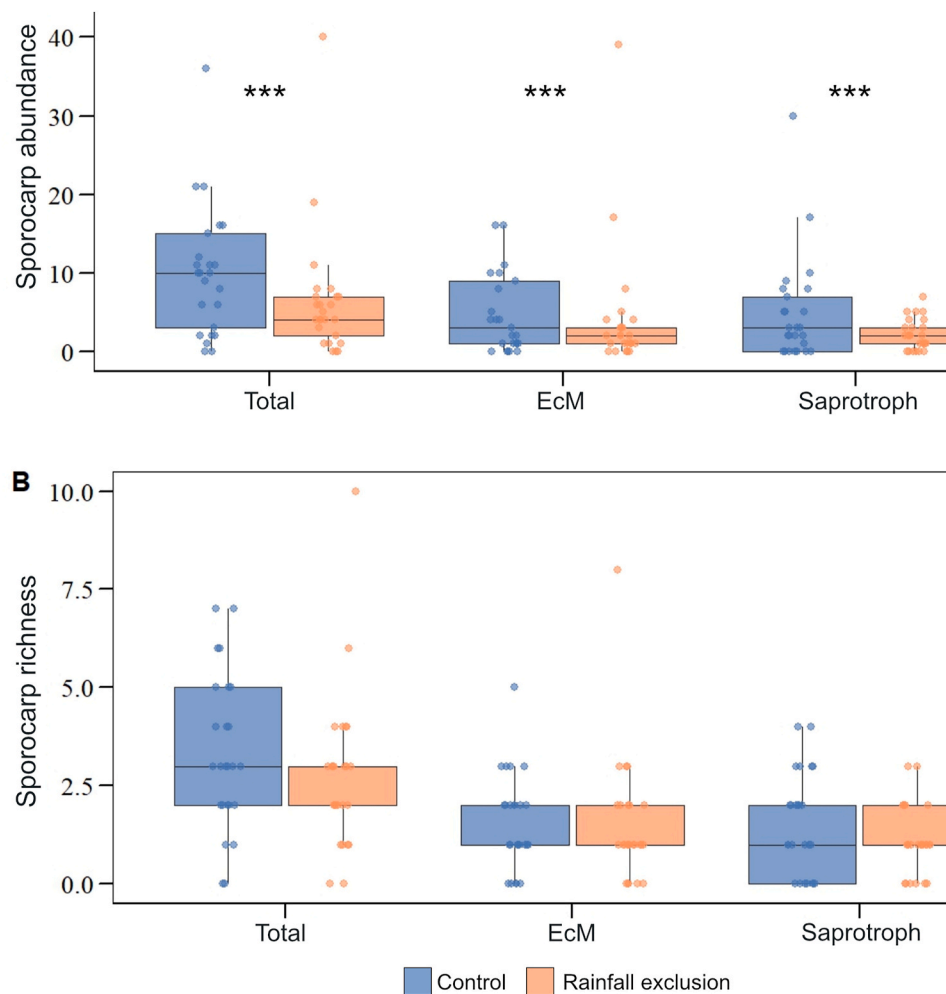 Sporocarp abundance
40
30
20
10
0
*** *** ***
Total EcM Saprotroph
B
Sporocarp richness
10.0
7.5
5.0
2.5
0.0
Total EcM Saprotroph
Control Rainfall exclusion